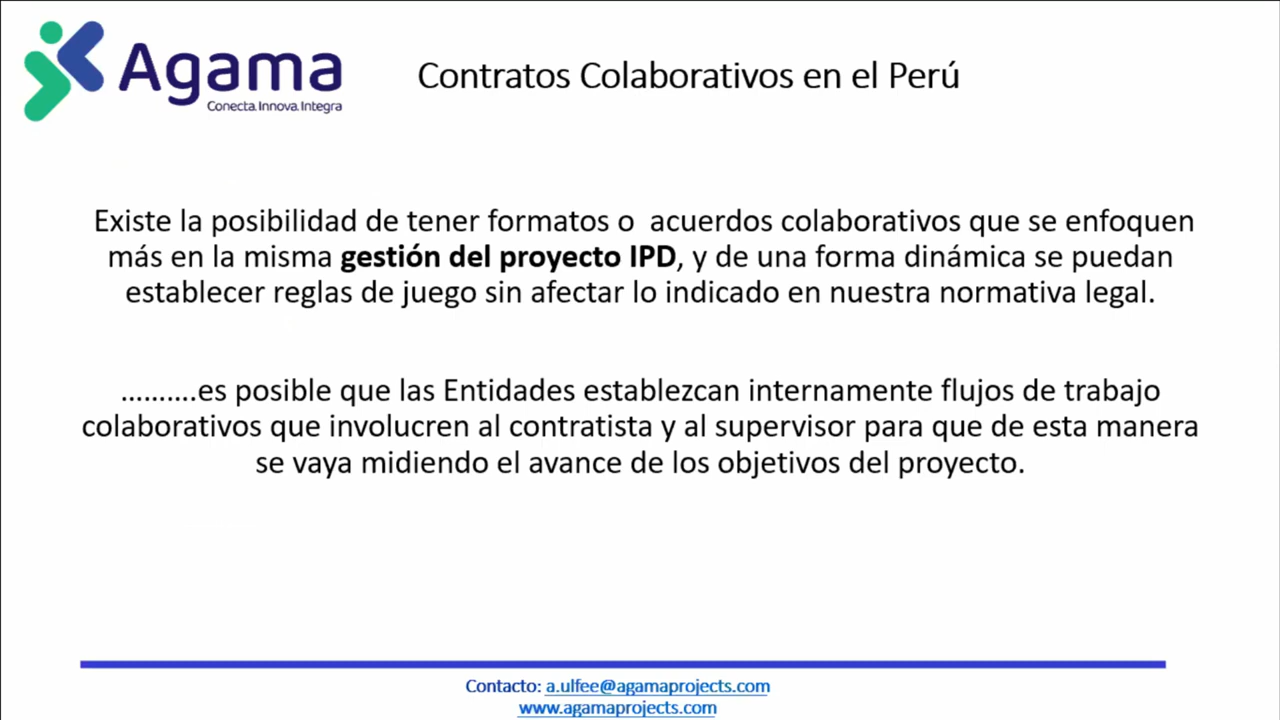 Agama
Conecta.Innova.Integra
Contratos Colaborativos en el Perú
Existe la posibilidad de tener formatos o  acuerdos colaborativos que se enfoquen
más en la misma gestión del proyecto IPD, y de una forma dinámica se puedan
establecer reglas de juego sin afectar lo indicado en nuestra normativa legal.
……….es posible que las Entidades establezcan internamente flujos de trabajo
colaborativos que involucren al contratista y al supervisor para que de esta manera
se vaya midiendo el avance de los objetivos del proyecto.
Contacto: a.ulfee@agamaprojects.com
www.agamaprojects.com